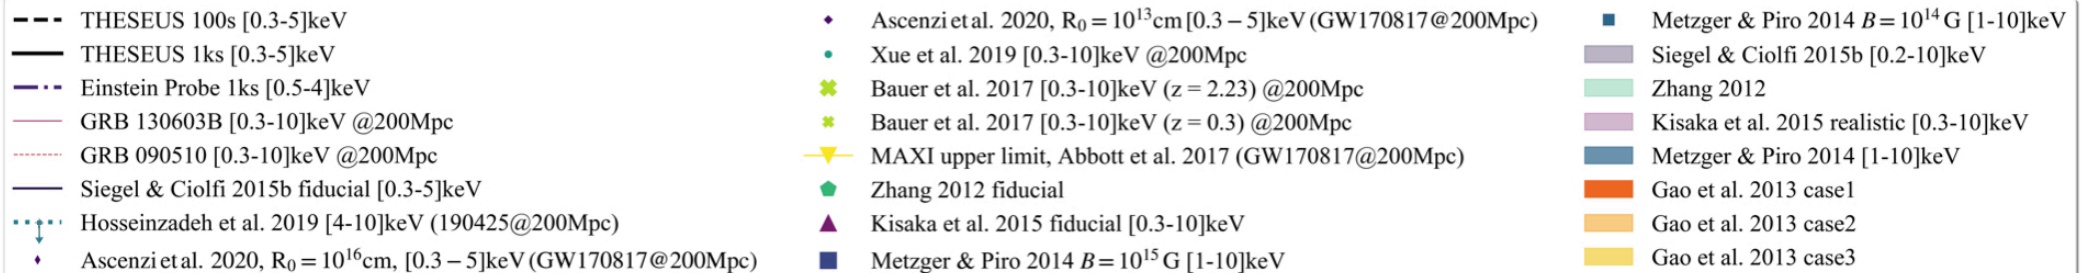 THESEUS 100s [0.3-5]keV
THESEUS 1ks [0.3-5]keV
Einstein Probe 1ks [0.5-4]keV
GRB 130603B [0.3-10]keV @200Mpc
GRB 090510 [0.3-10]keV @200Mpc
Siegel & Ciolfi 2015b fiducial [0.3-5]keV
Hosseinzadeh et al. 2019 [4-10]keV (190425@200Mpc)
Ascenzi et al. 2020, R₀ = 10¹⁶cm, [0.3 − 5]keV (GW170817@200Mpc)
Ascenzi et al. 2020, R₀ = 10¹³cm [0.3 − 5]keV (GW170817@200Mpc)
Xue et al. 2019 [0.3-10]keV @200Mpc
Bauer et al. 2017 [0.3-10]keV (z = 2.23) @200Mpc
Bauer et al. 2017 [0.3-10]keV (z = 0.3) @200Mpc
MAXI upper limit, Abbott et al. 2017 (GW170817@200Mpc)
Zhang 2012 fiducial
Kisaka et al. 2015 fiducial [0.3-10]keV
Metzger & Piro 2014 B = 10¹⁵ G [1-10]keV
Metzger & Piro 2014 B = 10¹⁴ G [1-10]keV
Siegel & Ciolfi 2015b [0.2-10]keV
Zhang 2012
Kisaka et al. 2015 realistic [0.3-10]keV
Metzger & Piro 2014 [1-10]keV
Gao et al. 2013 case1
Gao et al. 2013 case2
Gao et al. 2013 case3